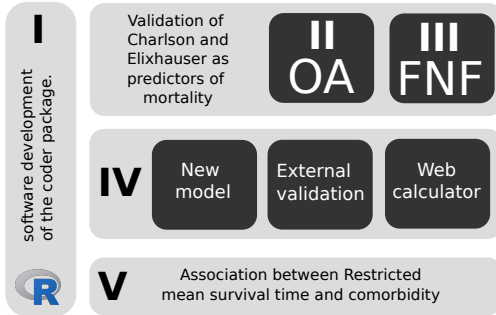 I
software development
of the coder package.
R
Validation of
Charlson and
Elixhauser as
predictors of
mortality
II
OA
III
FNF
IV
New
model
External
validation
Web
calculator
V
Association between Restricted
mean survival time and comorbidity